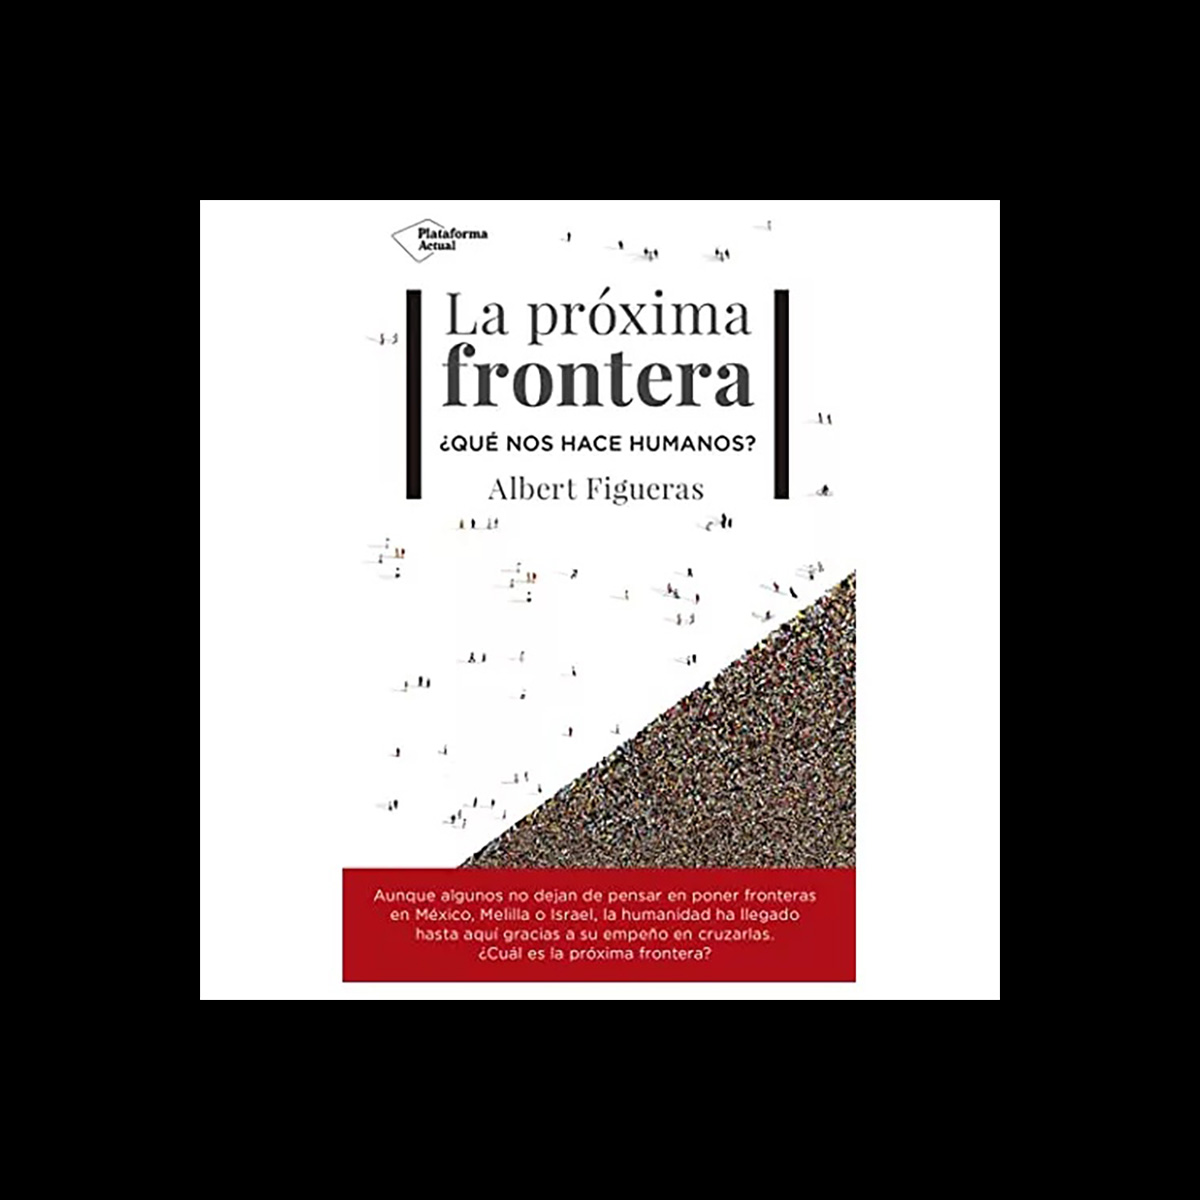 Plataforma
Actual
La próxima
frontera
¿QUÉ NOS HACE HUMANOS?
Albert Figueras
Aunque algunos no dejan de pensar en poner fronteras
en México, Melilla o Israel, la humanidad ha llegado
hasta aquí gracias a su empeño en cruzarlas.
¿Cuál es la próxima frontera?